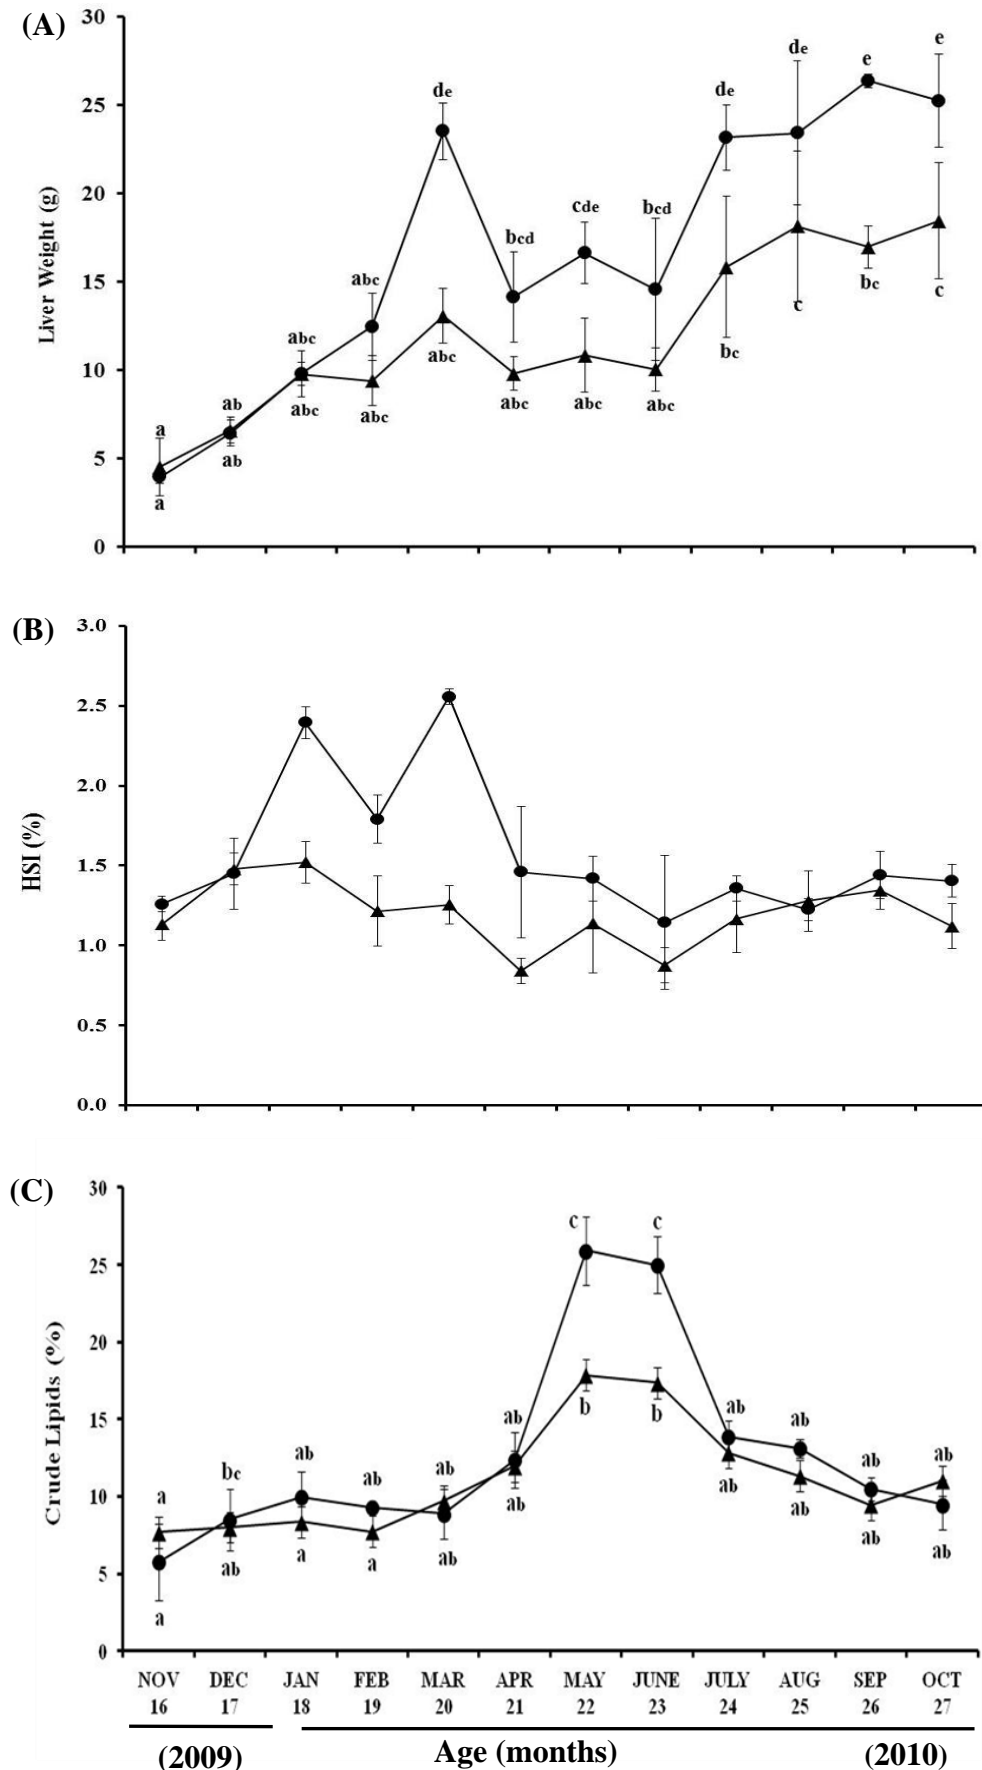 (A)
30
25
20
15
10
5
0
Liver Weight (g)
a
ab
abc
abc
de
bcd
cde
bcd
de
de
e
e
a
ab
abc
abc
abc
abc
abc
abc
bc
c
bc
c
(B)
3.0
2.5
2.0
1.5
1.0
0.5
0.0
HSI (%)
(C)
30
25
20
15
10
5
0
Crude Lipids (%)
a
bc
ab
ab
ab
ab
c
c
ab
ab
ab
ab
a
ab
a
a
ab
ab
b
b
ab
ab
ab
ab
NOV DEC JAN FEB MAR APR MAY JUNE JULY AUG SEP OCT
16 17 18 19 20 21 22 23 24 25 26 27
(2009) Age (months) (2010)